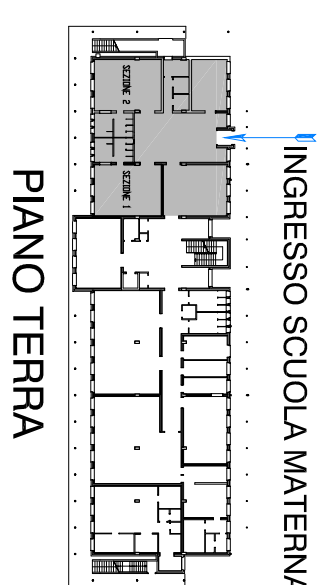 SEZIONE 2
SEZIONE 1
INGRESSO SCUOLA MATERNA
PIANO TERRA